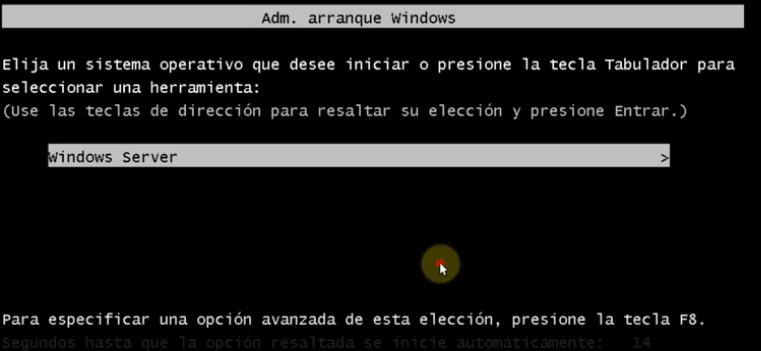 Adm. arranque Windows
Elija un sistema operativo que desee iniciar o presione la tecla Tabulador para
seleccionar una herramienta:
(Use las teclas de dirección para resaltar su elección y presione Entrar.)
Windows Server >
Para especificar una opción avanzada de esta elección, presione la tecla F8.
Segundos hasta que la opción resaltada se inicie automáticamente: 14